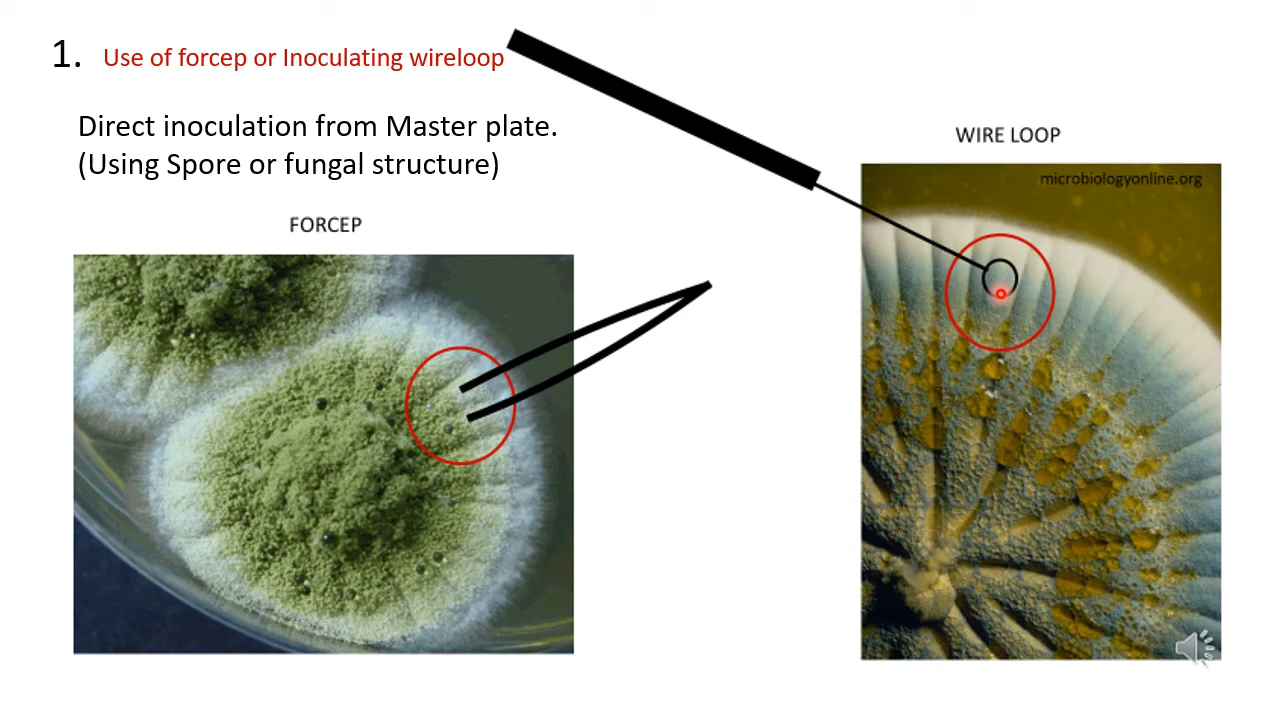 1. Use of forcep or Inoculating wireloop
Direct inoculation from Master plate.
(Using Spore or fungal structure)
WIRE LOOP
microbiologyonline.org
FORCEP